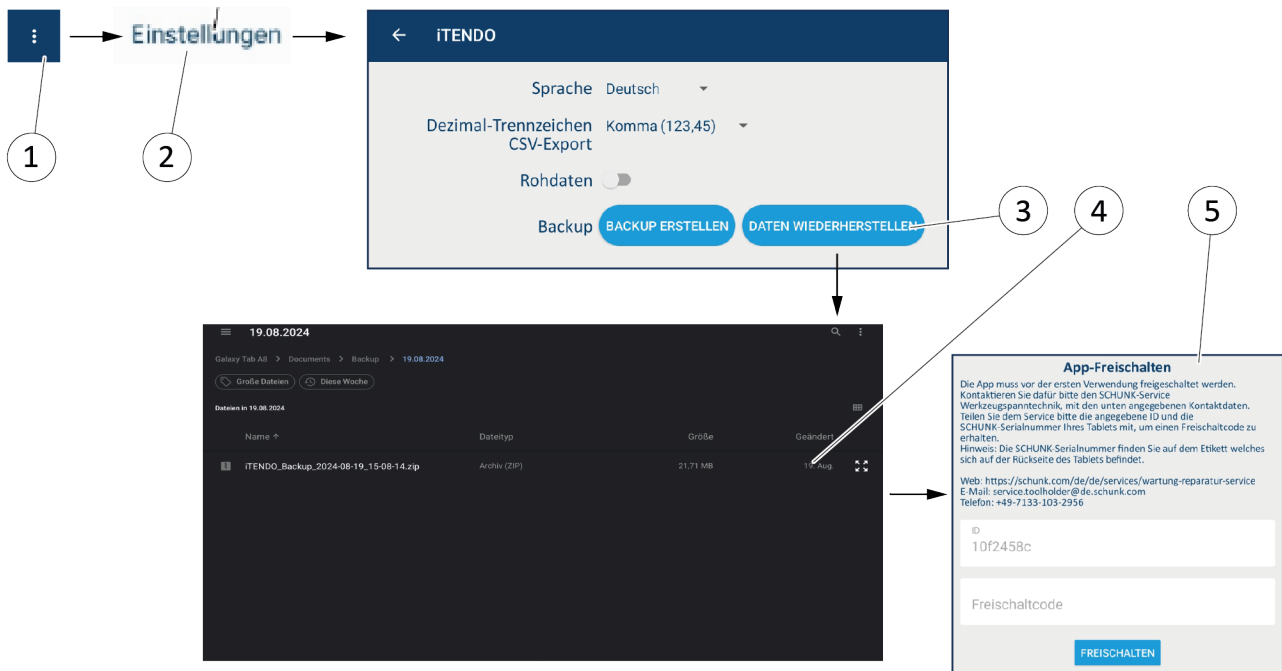 Einstellungen
1
2
← iTENDO
Sprache Deutsch
Dezimal-Trennzeichen Komma (123,45)
CSV-Export
Rohdaten
Backup BACKUP ERSTELLEN DATEN WIEDERHERSTELLEN
3
4
5
19.08.2024
Galaxy Tab A8 > Documents > Backup > 19.08.2024
Große Dateien Diese Woche
Dateien in 19.08.2024
Name ↑ Dateityp Größe Geändert
iTENDO_Backup_2024-08-19_15-08-14.zip Archiv (ZIP) 21,71 MB 19. Aug.
App-Freischalten
Die App muss vor der ersten Verwendung freigeschaltet werden.
Kontaktieren Sie dafür bitte den SCHUNK-Service
Werkzeugspanntechnik, mit den unten angegebenen Kontaktdaten.
Teilen Sie dem Service bitte die angegebene ID und die
SCHUNK-Serialnummer Ihres Tablets mit, um einen Freischaltcode zu
erhalten.
Hinweis: Die SCHUNK-Serialnummer finden Sie auf dem Etikett welches
sich auf der Rückseite des Tablets befindet.
Web: https://schunk.com/de/de/services/wartung-reparatur-service
E-Mail: service.toolholder@de.schunk.com
Telefon: +49-7133-103-2956
ID
10f2458c
Freischaltcode
FREISCHALTEN